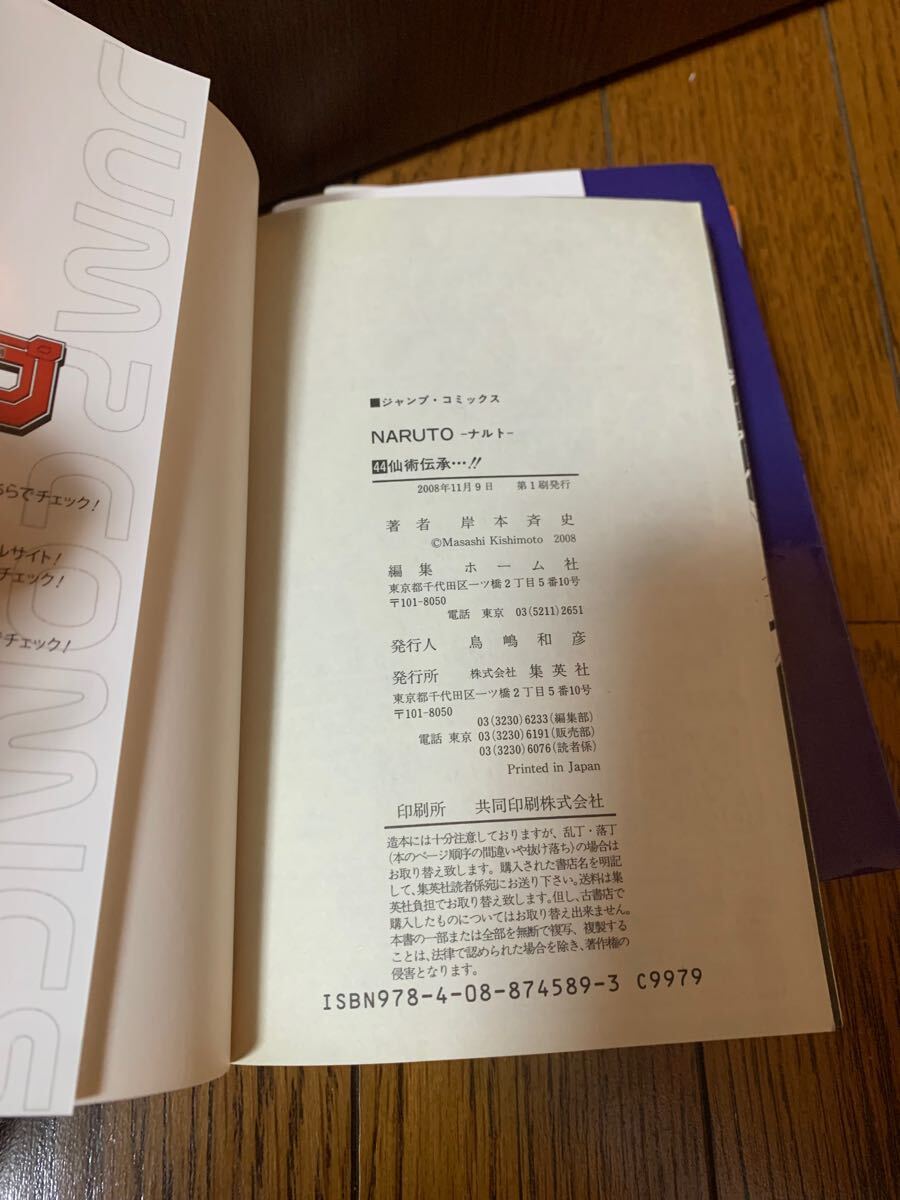 JUMP COMICS
ちらでチェック!
ルサイト!
チェック!
でチェック!
■ジャンプ・コミックス
NARUTO -ナルト-
44仙術伝承…!!
2008年11月9日 第1刷発行
著者 岸本斉史
©Masashi Kishimoto 2008
編集 ホーム社
東京都千代田区一ツ橋2丁目5番10号
〒101-8050
電話 東京 03(5211)2651
発行人 鳥嶋和彦
発行所 株式会社 集英社
東京都千代田区一ツ橋2丁目5番10号
〒101-8050
03(3230)6233(編集部)
電話 東京 03(3230)6191(販売部)
03(3230)6076(読者係)
Printed in Japan
印刷所 共同印刷株式会社
造本には十分注意しておりますが、乱丁・落丁
(本のページ順序の間違いや抜け落ち)の場合は
お取り替え致します。購入された書店名を明記
して、集英社読者係宛にお送り下さい。送料は集
英社負担でお取り替え致します。但し、古書店で
購入したものについてはお取り替え出来ません。
本書の一部または全部を無断で複写、複製する
ことは、法律で認められた場合を除き、著作権の
侵害となります。
ISBN978-4-08-874589-3 C9979